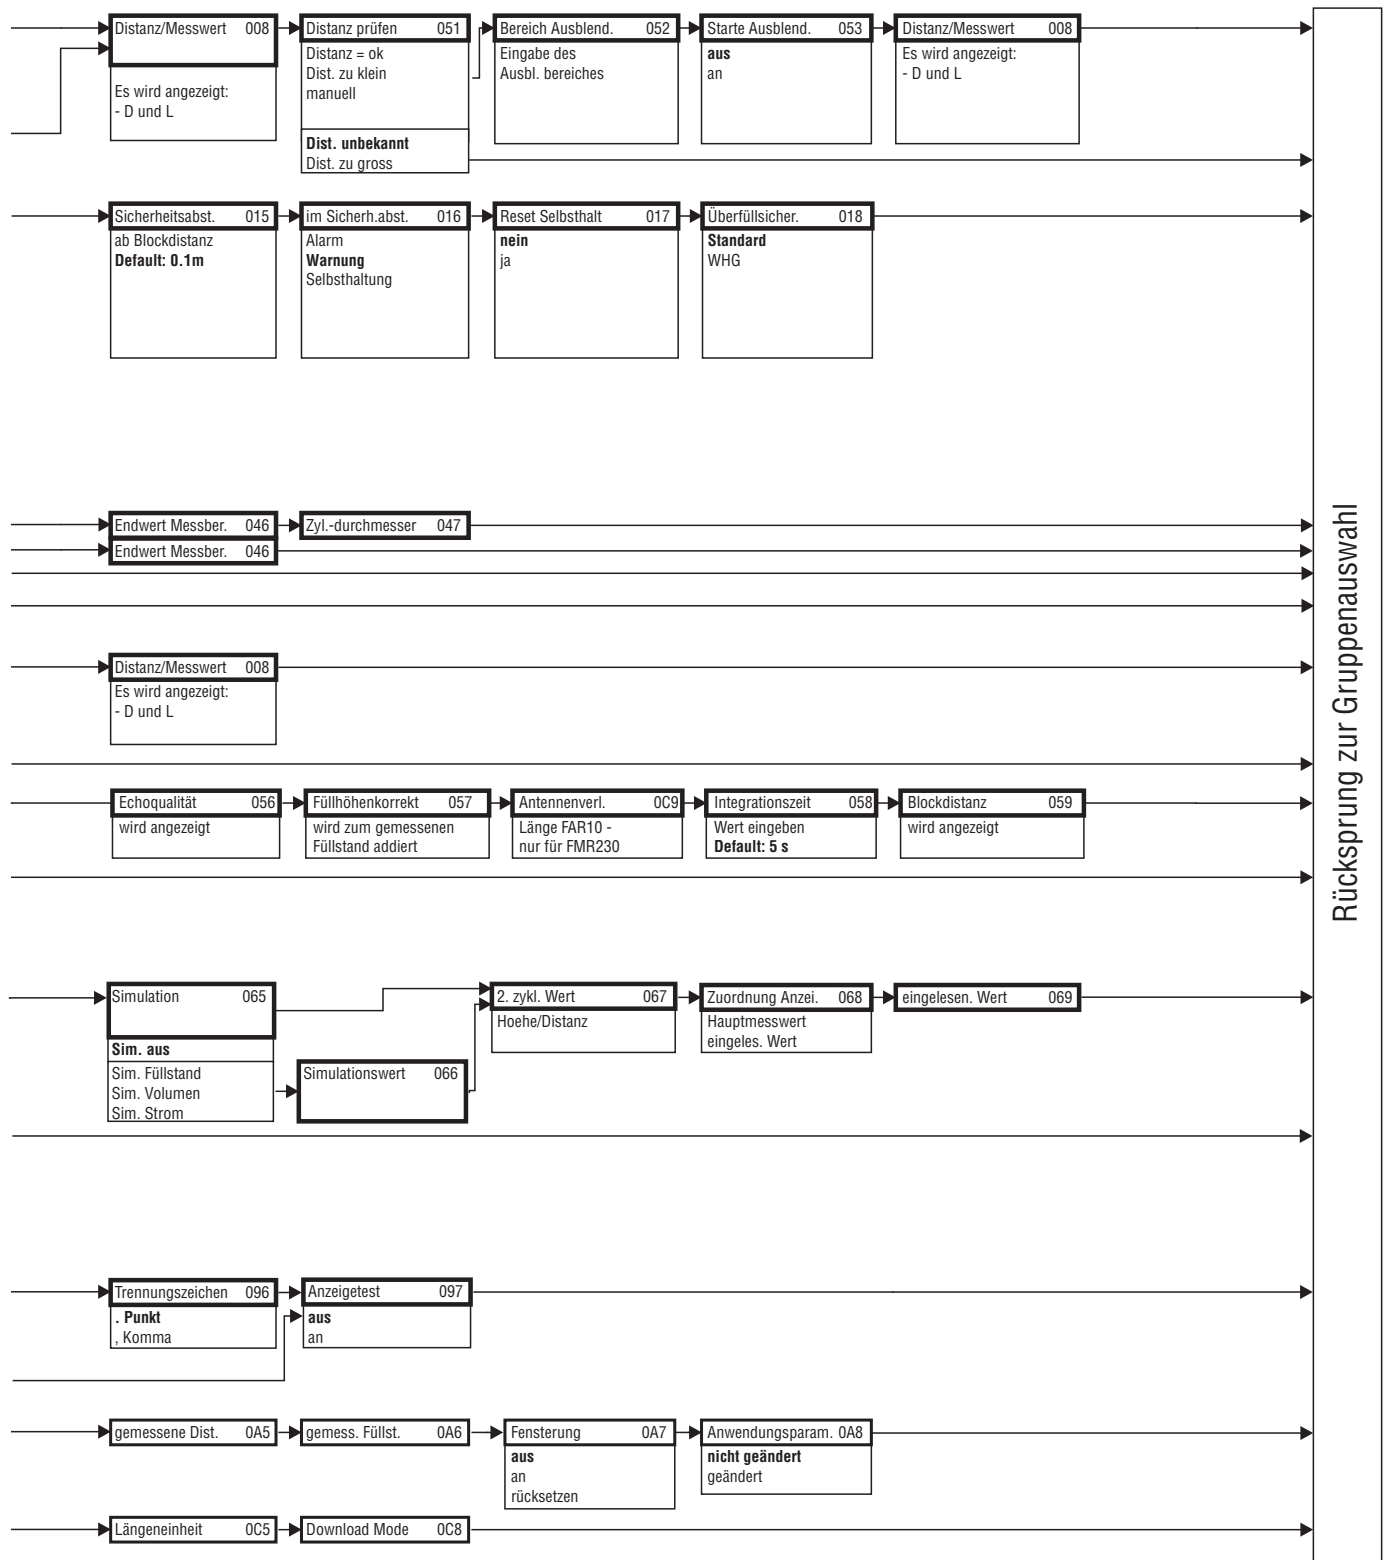 Distanz/Messwert 008
Es wird angezeigt:
- D und L
Distanz prüfen 051
Distanz = ok
Dist. zu klein
manuell
Dist. unbekannt
Dist. zu gross
Bereich Ausblend. 052
Eingabe des
Ausbl. bereiches
Starte Ausblend. 053
aus
an
Distanz/Messwert 008
Es wird angezeigt:
- D und L
Sicherheitsabst. 015
ab Blockdistanz
Default: 0.1m
im Sicherh.abst. 016
Alarm
Warnung
Selbsthaltung
Reset Selbsthalt 017
nein
ja
Überfüllsicher. 018
Standard
WHG
Endwert Messber. 046
Zyl.-durchmesser 047
Endwert Messber. 046
Distanz/Messwert 008
Es wird angezeigt:
- D und L
Echoqualität 056
wird angezeigt
Füllhöhenkorrekt 057
wird zum gemessenen
Füllstand addiert
Antennenverl. 0C9
Länge FAR10 -
nur für FMR230
Integrationszeit 058
Wert eingeben
Default: 5 s
Blockdistanz 059
wird angezeigt
Simulation 065
Sim. aus
Sim. Füllstand
Sim. Volumen
Sim. Strom
Simulationswert 066
2. zykl. Wert 067
Hoehe/Distanz
Zuordnung Anzei. 068
Hauptmesswert
eingeles. Wert
eingelesen. Wert 069
Trennungszeichen 096
. Punkt
, Komma
Anzeigetest 097
aus
an
gemessene Dist. 0A5
gemess. Füllst. 0A6
Fensterung 0A7
aus
an
rücksetzen
Anwendungsparam. 0A8
nicht geändert
geändert
Längeneinheit 0C5
Download Mode 0C8
Rücksprung zur Gruppenauswahl